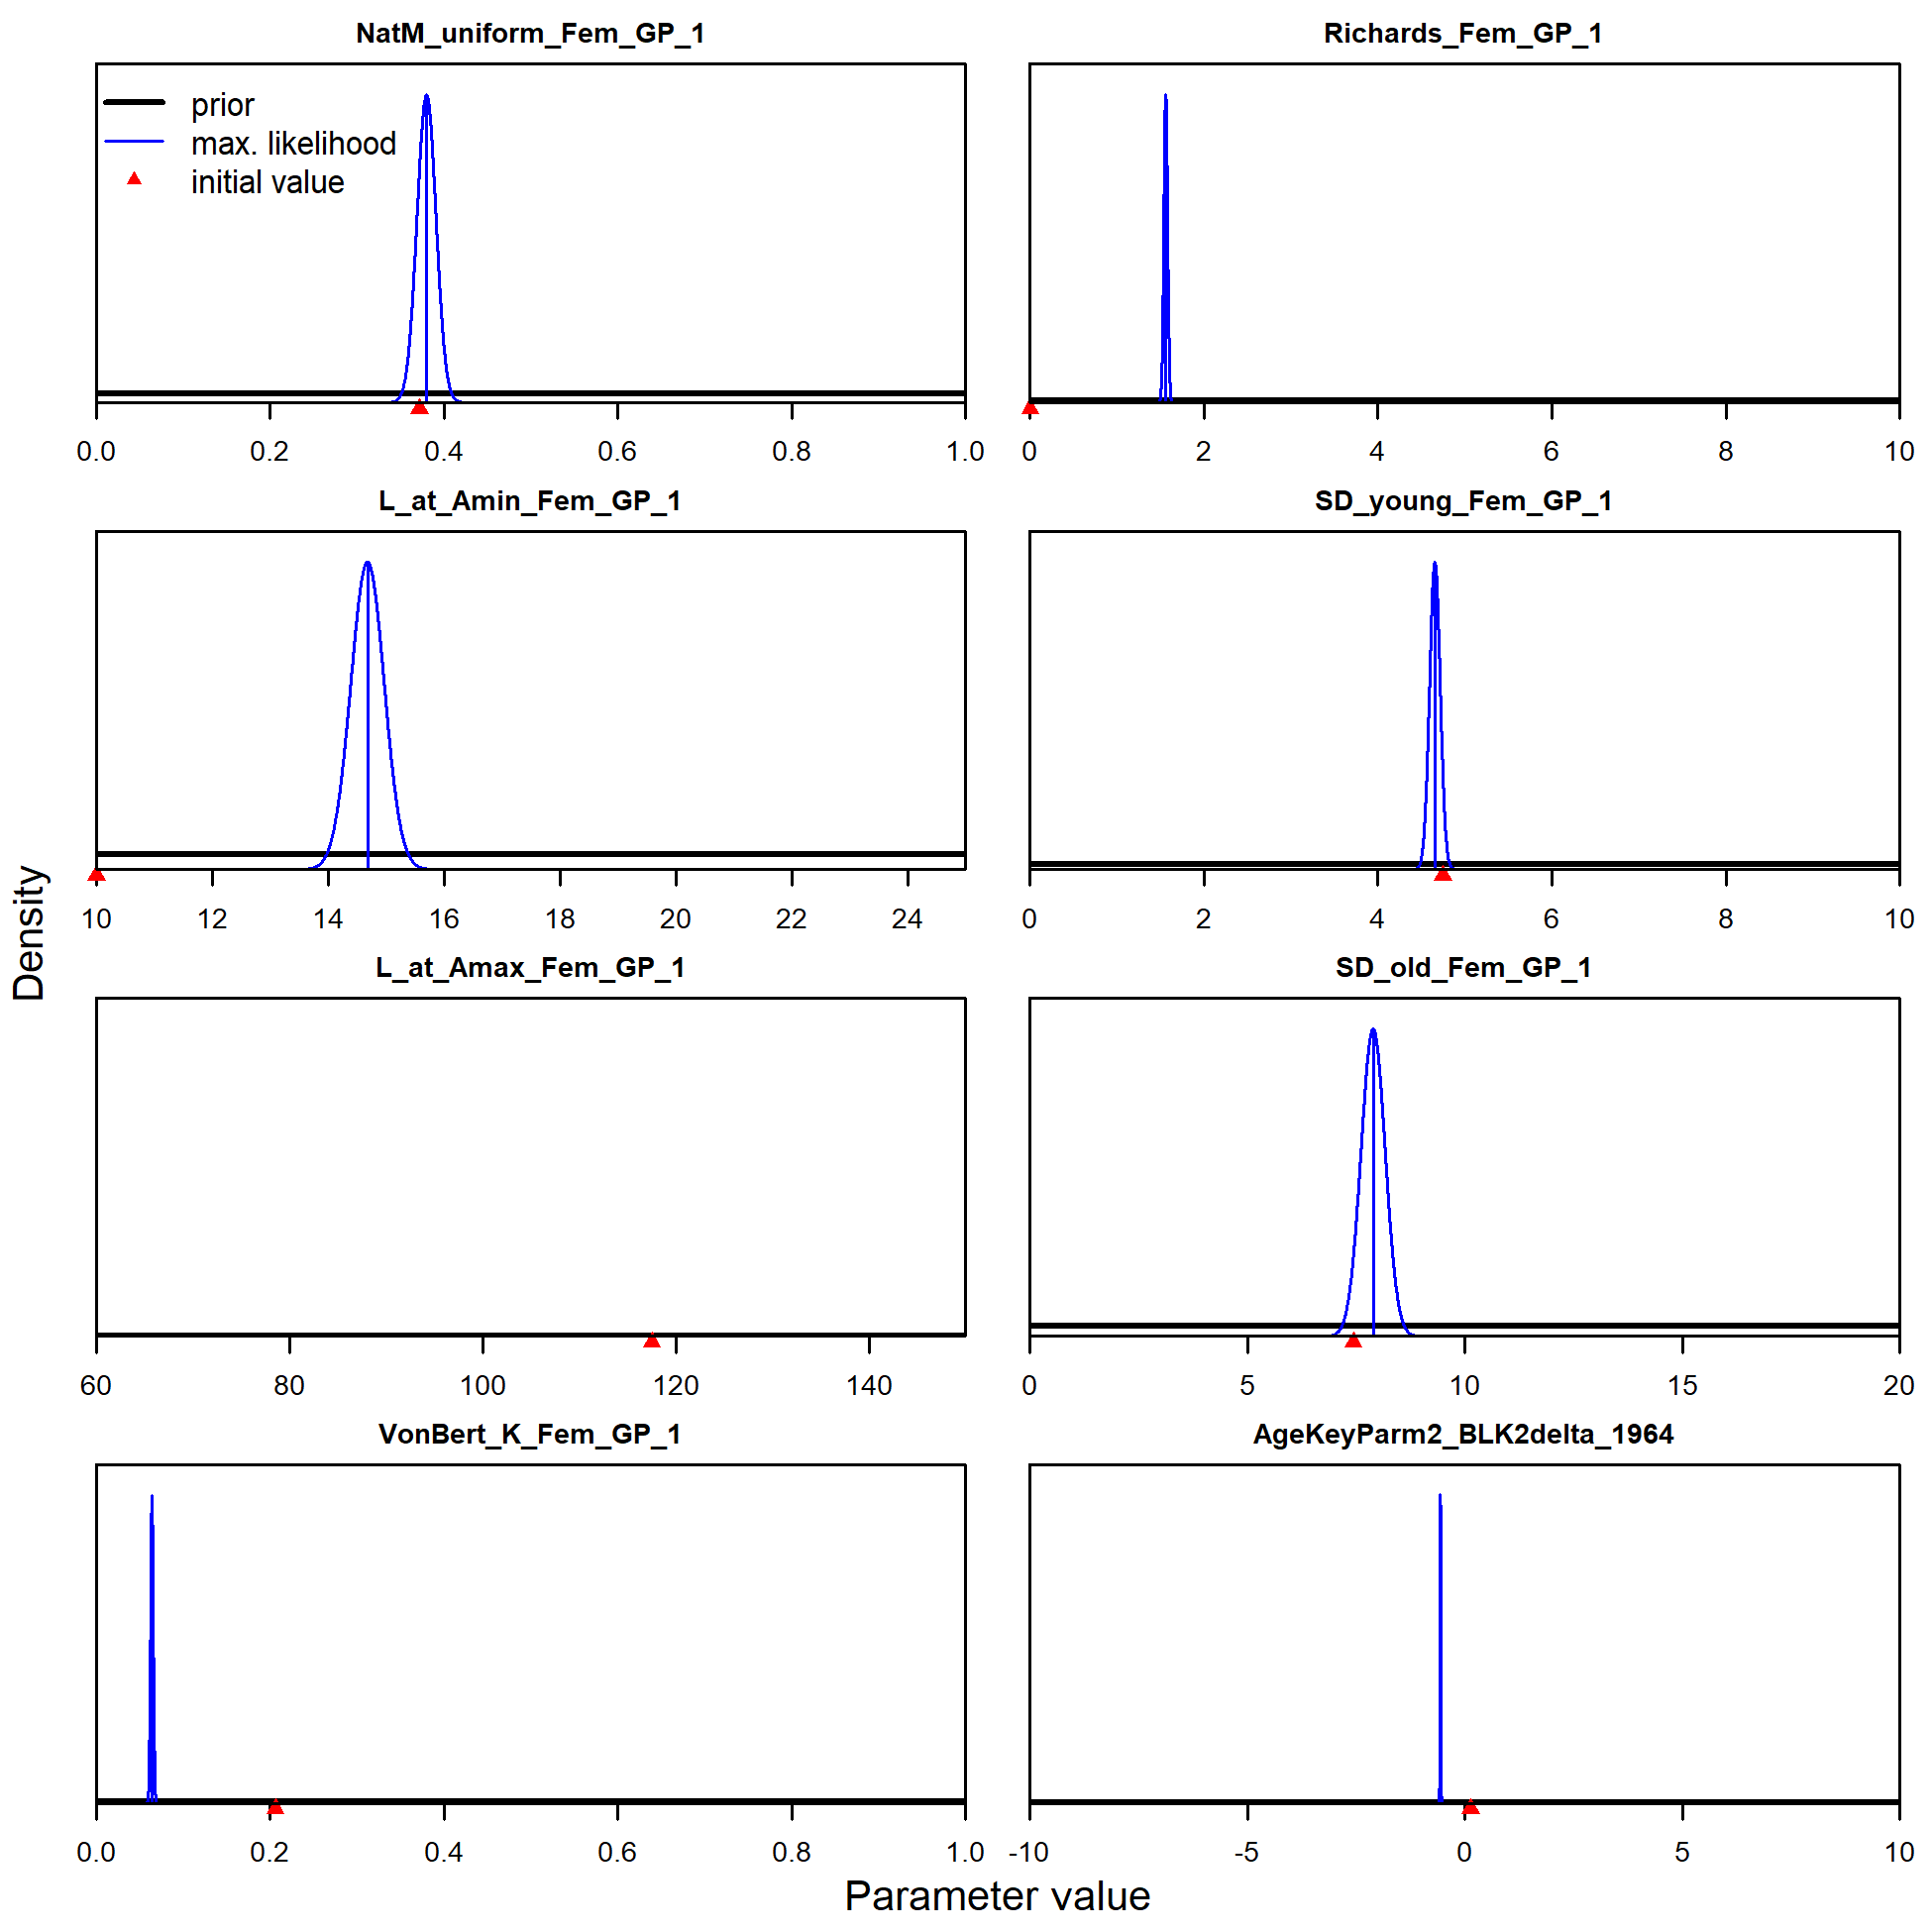 NatM_uniform_Fem_GP_1
prior
max. likelihood
initial value
0.0 0.2 0.4 0.6 0.8 1.0
Richards_Fem_GP_1
0 2 4 6 8 10
L_at_Amin_Fem_GP_1
10 12 14 16 18 20 22 24
SD_young_Fem_GP_1
0 2 4 6 8 10
L_at_Amax_Fem_GP_1
60 80 100 120 140
SD_old_Fem_GP_1
0 5 10 15 20
VonBert_K_Fem_GP_1
0.0 0.2 0.4 0.6 0.8 1.0
AgeKeyParm2_BLK2delta_1964
-10 -5 0 5 10
Density
Parameter value